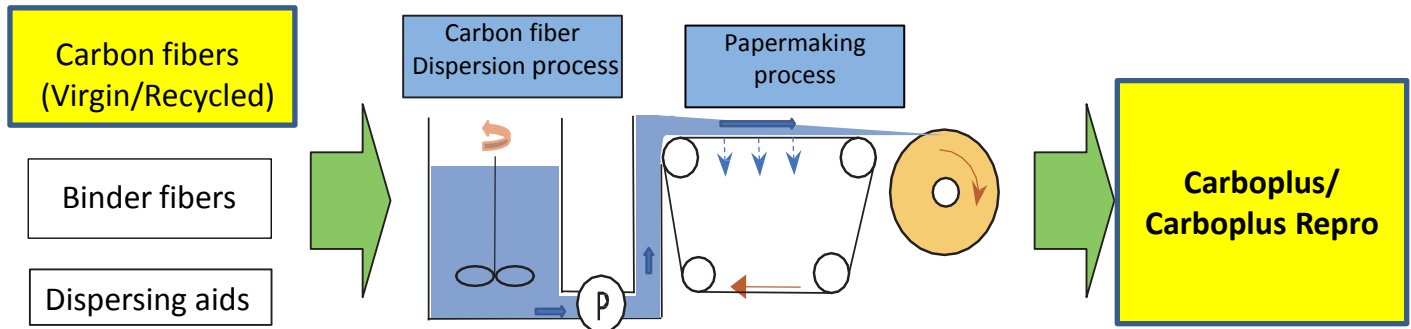 Carbon fibers
(Virgin/Recycled)
Binder fibers
Dispersing aids
Carbon fiber
Dispersion process
Papermaking
process
P
Carboplus/
Carboplus Repro